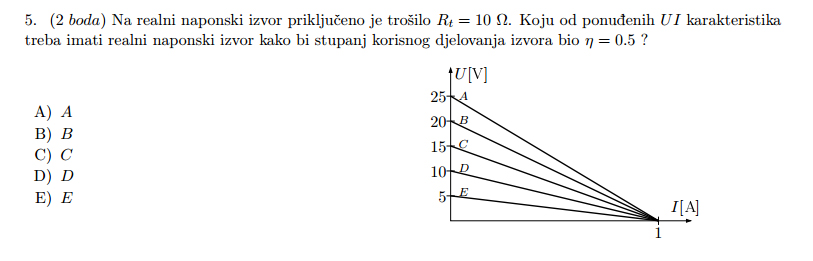 5. (2 boda) Na realni naponski izvor priključeno je trošilo Rt = 10 Ω. Koju od ponuđenih UI karakteristika
treba imati realni naponski izvor kako bi stupanj korisnog djelovanja izvora bio η = 0.5 ?
A) A
B) B
C) C
D) D
E) E
U[V]
25 A
20 B
15 C
10 D
5 E
I[A]
1